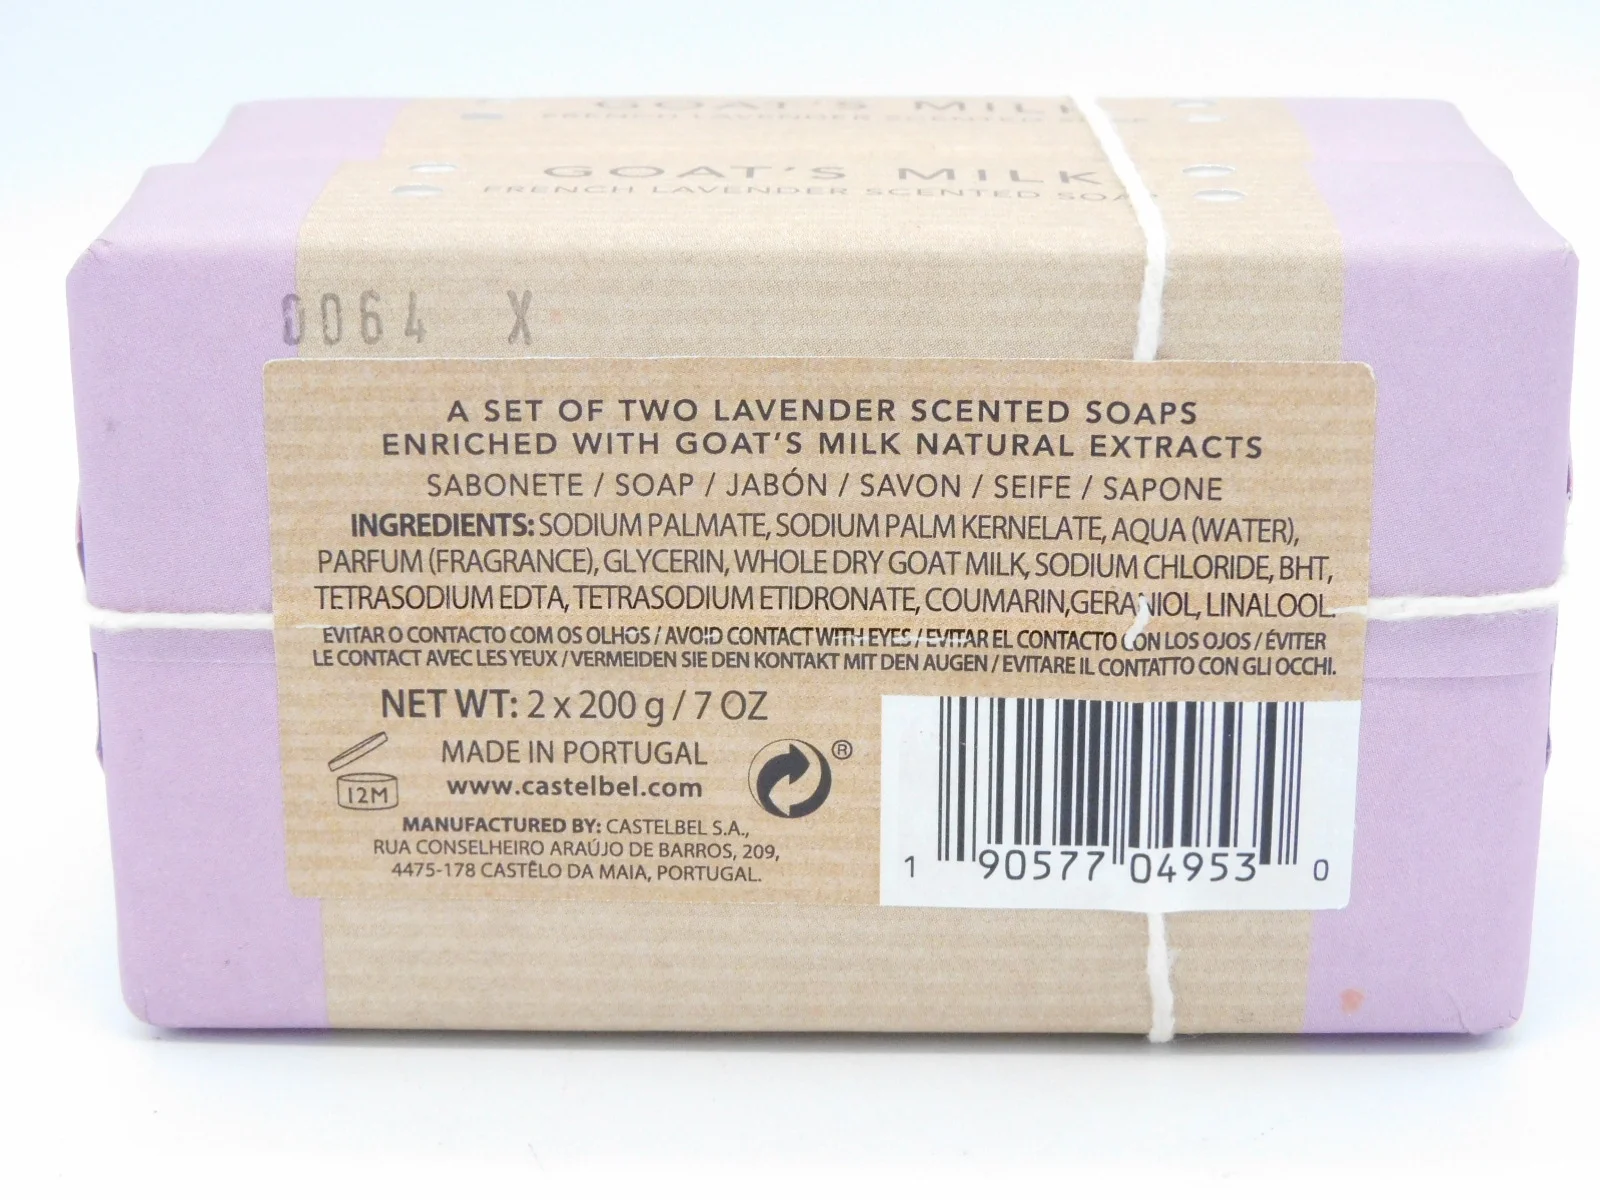 GOAT'S MILK
FRENCH LAVENDER SCENTED SOAP
GOAT'S MILK
FRENCH LAVENDER SCENTED SOAP
0064 X
A SET OF TWO LAVENDER SCENTED SOAPS
ENRICHED WITH GOAT'S MILK NATURAL EXTRACTS
SABONETE / SOAP / JABÓN / SAVON / SEIFE / SAPONE
INGREDIENTS: SODIUM PALMATE, SODIUM PALM KERNELATE, AQUA (WATER),
PARFUM (FRAGRANCE), GLYCERIN, WHOLE DRY GOAT MILK, SODIUM CHLORIDE, BHT,
TETRASODIUM EDTA, TETRASODIUM ETIDRONATE, COUMARIN,GERANIOL, LINALOOL.
EVITAR O CONTACTO COM OS OLHOS / AVOID CONTACT WITH EYES / EVITAR EL CONTACTO CON LOS OJOS / ÉVITER
LE CONTACT AVEC LES YEUX / VERMEIDEN SIE DEN KONTAKT MIT DEN AUGEN / EVITARE IL CONTATTO CON GLI OCCHI.
NET WT: 2 x 200 g / 7 OZ
MADE IN PORTUGAL
www.castelbel.com
12M
®
MANUFACTURED BY: CASTELBEL S.A.,
RUA CONSELHEIRO ARAÚJO DE BARROS, 209,
4475-178 CASTÊLO DA MAIA, PORTUGAL.
1 90577 04953 0